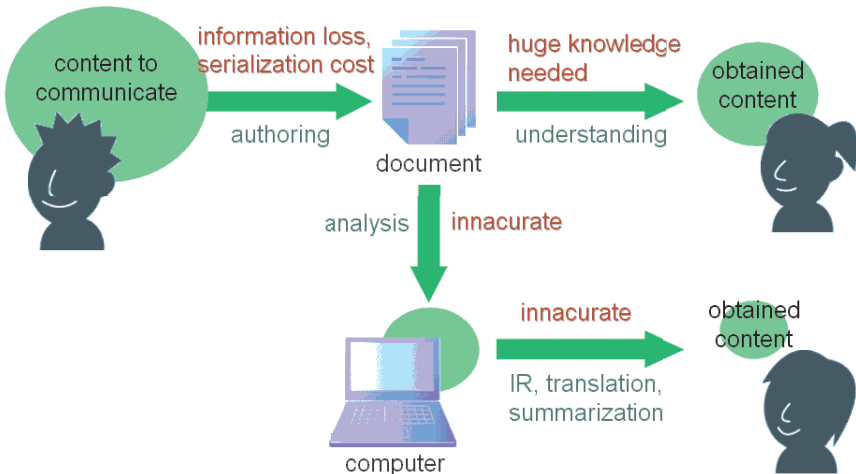 content to
communicate
information loss,
serialization cost
authoring
document
huge knowledge
needed
understanding
obtained
content
analysis
innacurate
computer
innacurate
IR, translation,
summarization
obtained
content